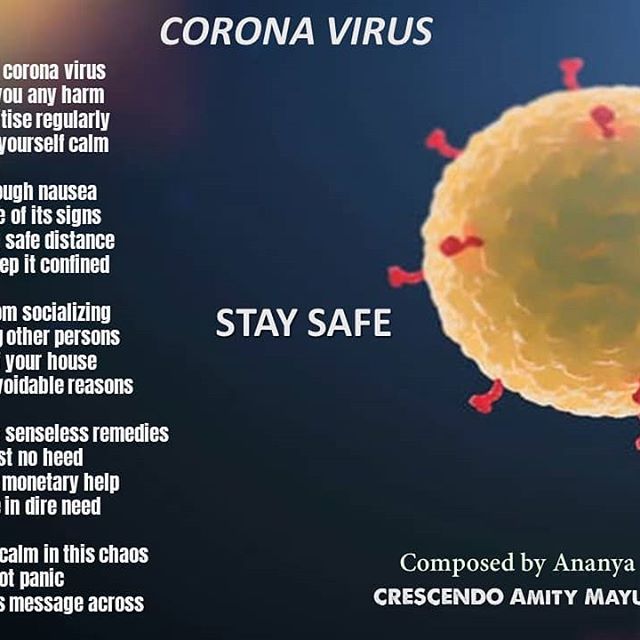 CORONA VIRUS
corona virus
you any harm
tise regularly
yourself calm
ough nausea
of its signs
safe distance
ep it confined
om socializing
other persons
your house
voidable reasons
senseless remedies
st no heed
monetary help
in dire need
calm in this chaos
ot panic
s message across
STAY SAFE
Composed by Ananya
CRESCENDO AMITY MAYU